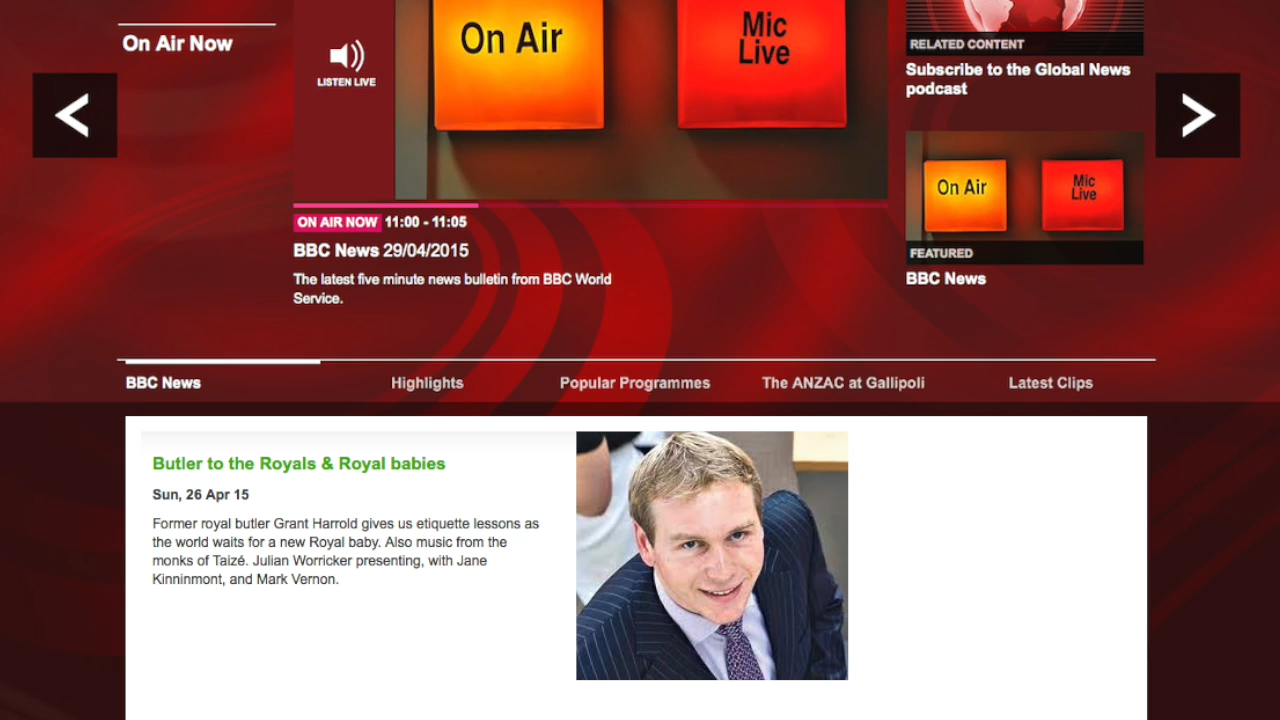 On Air Now
LISTEN LIVE
On Air
Mic
Live
ON AIR NOW 11:00 - 11:05
BBC News 29/04/2015
The latest five minute news bulletin from BBC World
Service.
RELATED CONTENT
Subscribe to the Global News
podcast
On Air
Mic
Live
FEATURED
BBC News
BBC News
Highlights
Popular Programmes
The ANZAC at Gallipoli
Latest Clips
Butler to the Royals & Royal babies
Sun, 26 Apr 15
Former royal butler Grant Harrold gives us etiquette lessons as
the world waits for a new Royal baby. Also music from the
monks of Taizé. Julian Worricker presenting, with Jane
Kinninmont, and Mark Vernon.